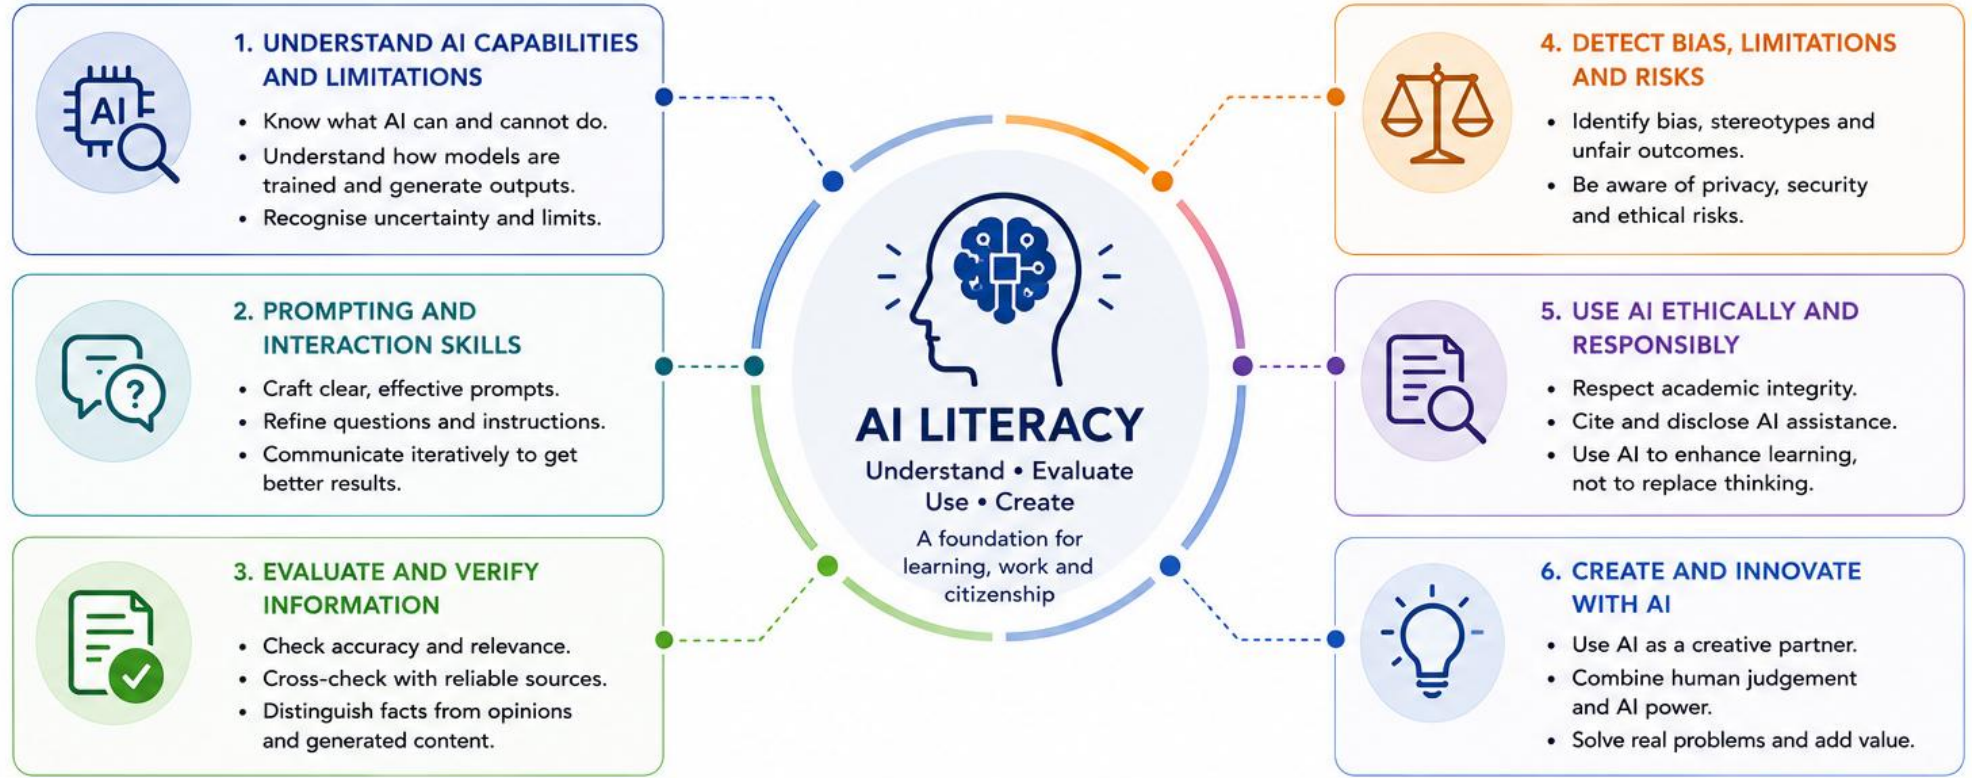 1. UNDERSTAND AI CAPABILITIES
AND LIMITATIONS
• Know what AI can and cannot do.
• Understand how models are
trained and generate outputs.
• Recognise uncertainty and limits.
2. PROMPTING AND
INTERACTION SKILLS
• Craft clear, effective prompts.
• Refine questions and instructions.
• Communicate iteratively to get
better results.
3. EVALUATE AND VERIFY
INFORMATION
• Check accuracy and relevance.
• Cross-check with reliable sources.
• Distinguish facts from opinions
and generated content.
AI
?
AI LITERACY
Understand • Evaluate
Use • Create
A foundation for
learning, work and
citizenship
4. DETECT BIAS, LIMITATIONS
AND RISKS
• Identify bias, stereotypes and
unfair outcomes.
• Be aware of privacy, security
and ethical risks.
5. USE AI ETHICALLY AND
RESPONSIBLY
• Respect academic integrity.
• Cite and disclose AI assistance.
• Use AI to enhance learning,
not to replace thinking.
6. CREATE AND INNOVATE
WITH AI
• Use AI as a creative partner.
• Combine human judgement
and AI power.
• Solve real problems and add value.